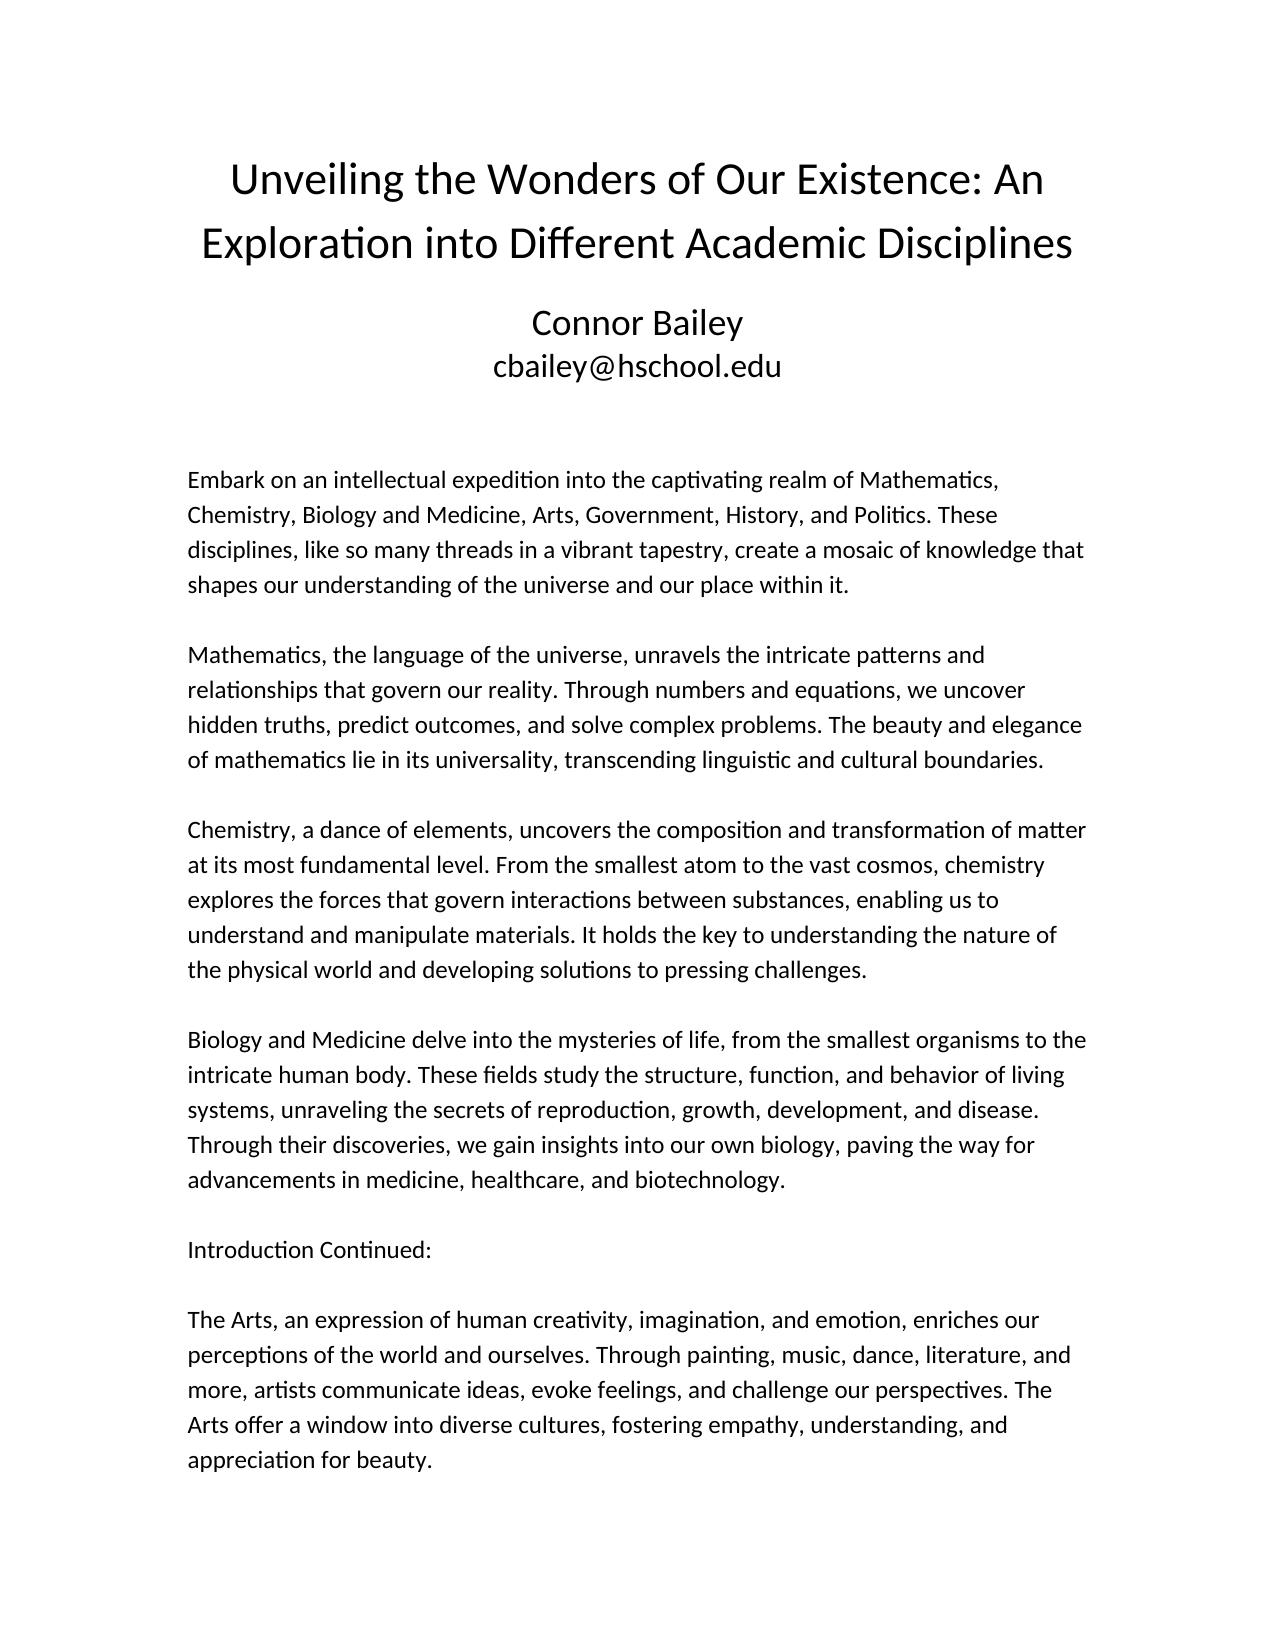 Unveiling the Wonders of Our Existence: An
Exploration into Different Academic Disciplines
Connor Bailey
cbailey@hschool.edu
Embark on an intellectual expedition into the captivating realm of Mathematics,
Chemistry, Biology and Medicine, Arts, Government, History, and Politics. These
disciplines, like so many threads in a vibrant tapestry, create a mosaic of knowledge that
shapes our understanding of the universe and our place within it.
Mathematics, the language of the universe, unravels the intricate patterns and
relationships that govern our reality. Through numbers and equations, we uncover
hidden truths, predict outcomes, and solve complex problems. The beauty and elegance
of mathematics lie in its universality, transcending linguistic and cultural boundaries.
Chemistry, a dance of elements, uncovers the composition and transformation of matter
at its most fundamental level. From the smallest atom to the vast cosmos, chemistry
explores the forces that govern interactions between substances, enabling us to
understand and manipulate materials. It holds the key to understanding the nature of
the physical world and developing solutions to pressing challenges.
Biology and Medicine delve into the mysteries of life, from the smallest organisms to the
intricate human body. These fields study the structure, function, and behavior of living
systems, unraveling the secrets of reproduction, growth, development, and disease.
Through their discoveries, we gain insights into our own biology, paving the way for
advancements in medicine, healthcare, and biotechnology.
Introduction Continued:
The Arts, an expression of human creativity, imagination, and emotion, enriches our
perceptions of the world and ourselves. Through painting, music, dance, literature, and
more, artists communicate ideas, evoke feelings, and challenge our perspectives. The
Arts offer a window into diverse cultures, fostering empathy, understanding, and
appreciation for beauty.